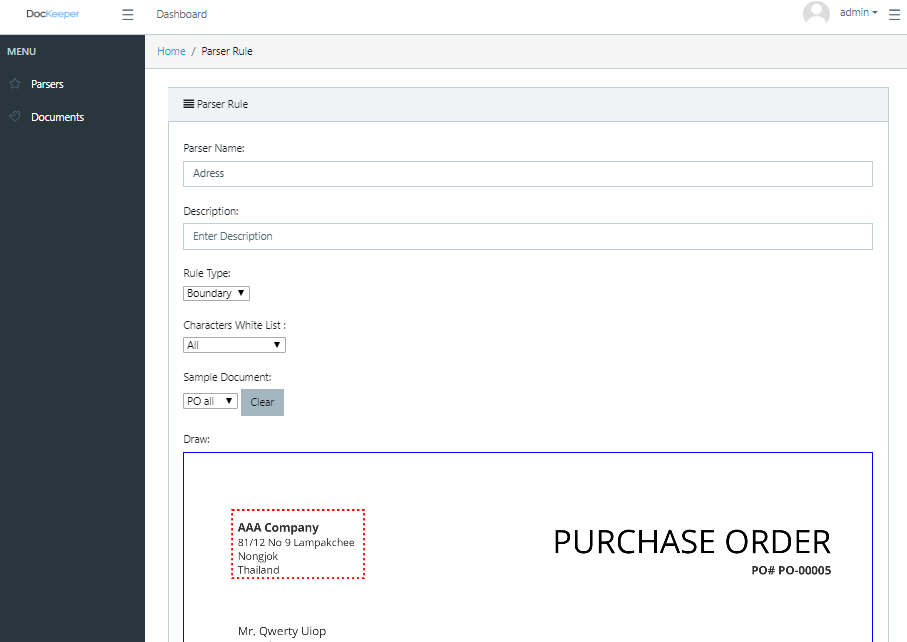 DocKeeper
Dashboard
admin
MENU
Parsers
Documents
Home / Parser Rule
Parser Rule
Parser Name:
Adress
Description:
Enter Description
Rule Type:
Boundary
Characters White List :
All
Sample Document:
PO all
Clear
Draw:
AAA Company
81/12 No 9 Lampakchee
Nongjok
Thailand
PURCHASE ORDER
PO# PO-00005
Mr. Qwerty Uiop